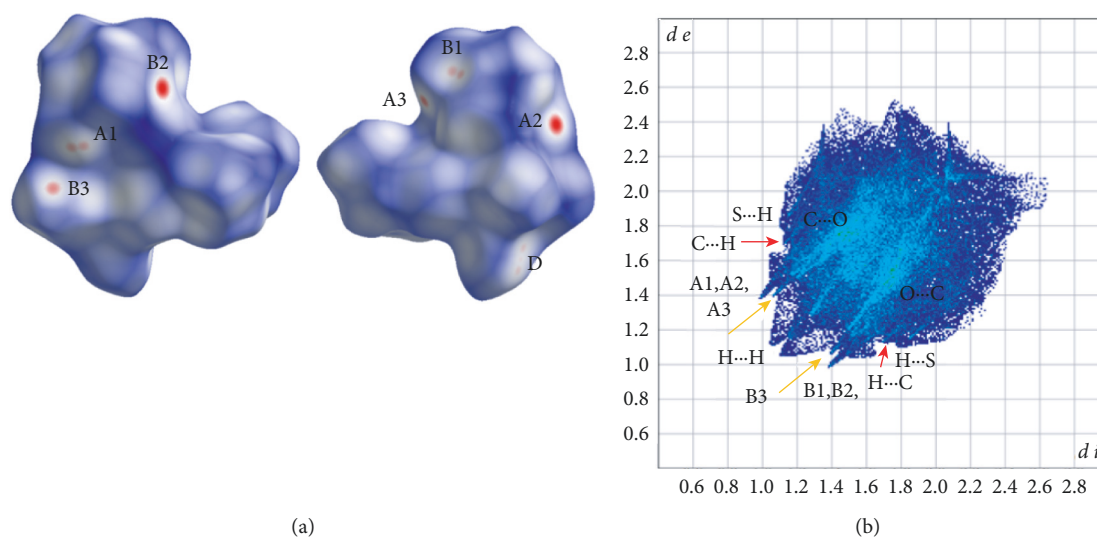 B2
A1
B3
B1
A3
A2
D
(a)
d e
2.8
2.6
2.4
2.2
2.0
1.8
1.6
1.4
1.2
1.0
0.8
0.6
S···H
C···O
C···H
A1,A2,
A3
O···C
H···H
H···S
B3
B1,B2,
H···C
d i
0.6 0.8 1.0 1.2 1.4 1.6 1.8 2.0 2.2 2.4 2.6 2.8
(b)